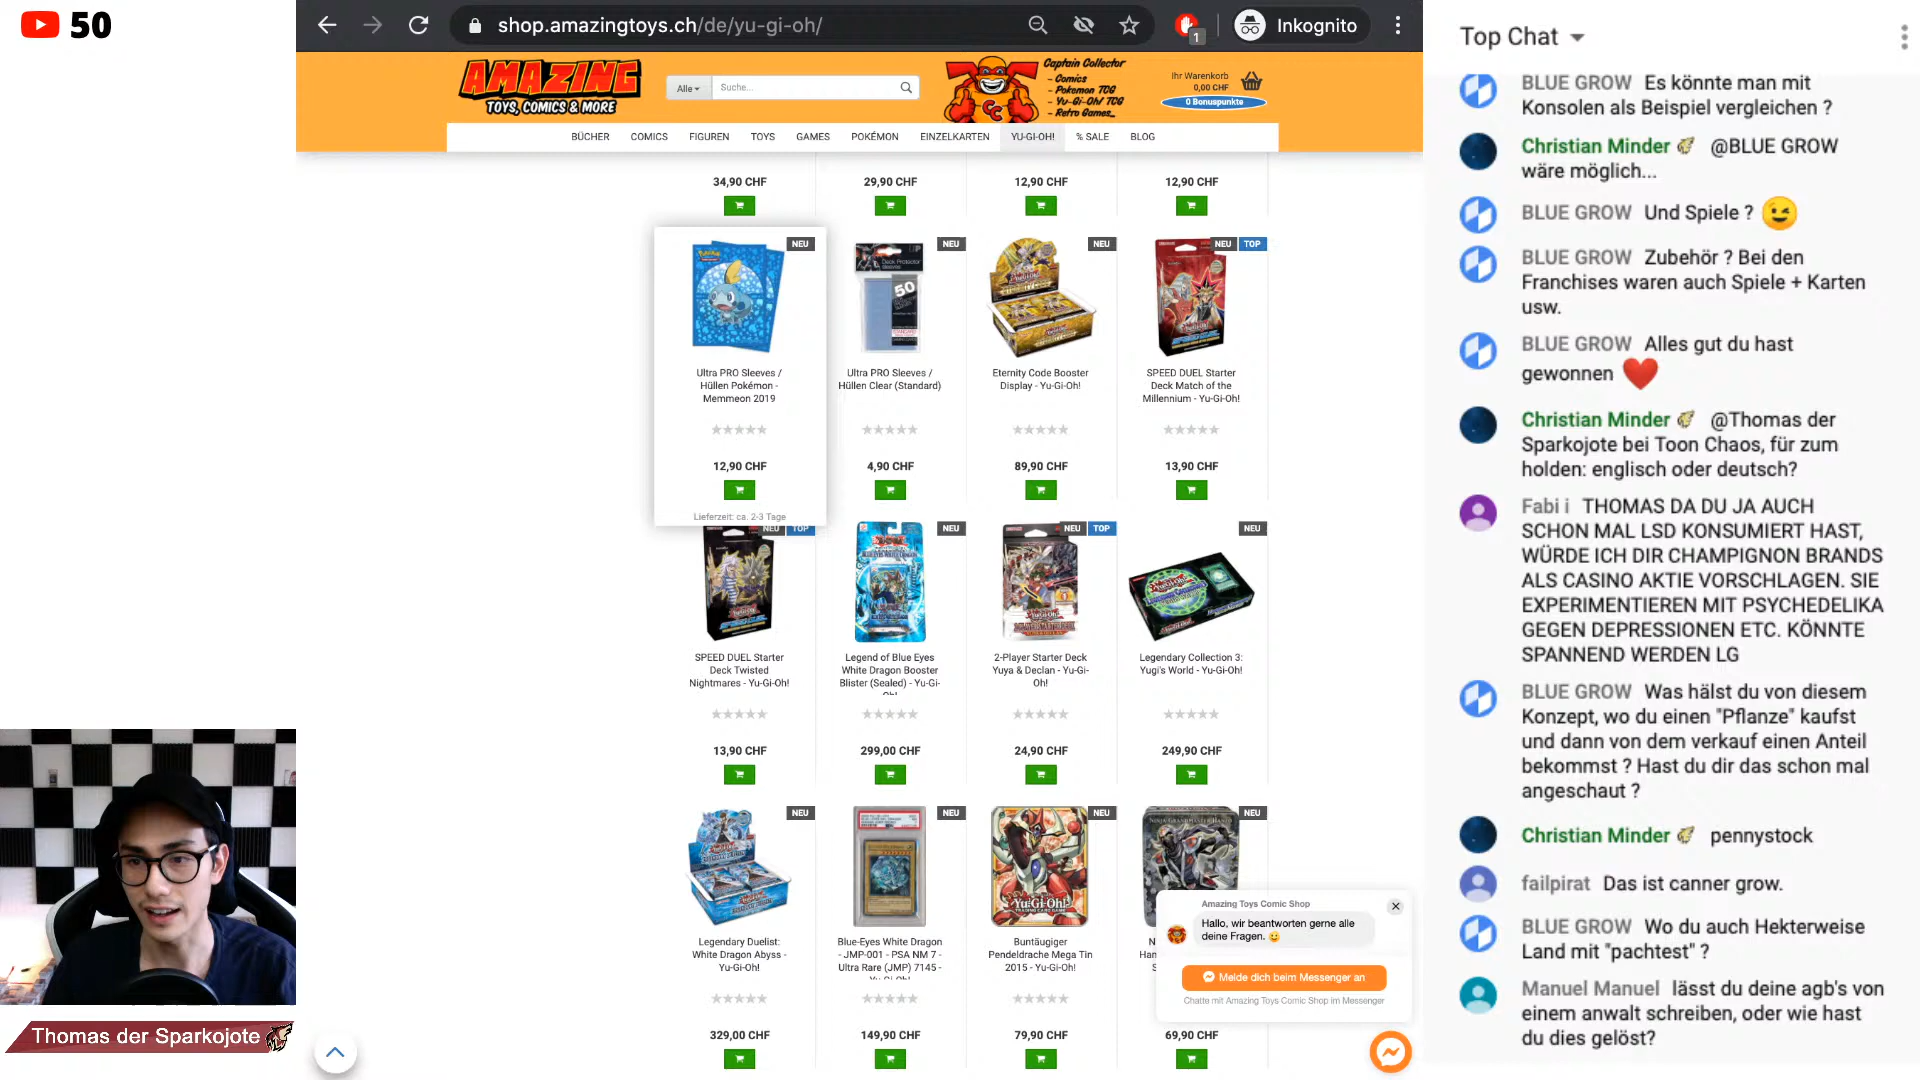 50
shop.amazingtoys.ch/de/yu-gi-oh/
1
Inkognito
AMAZING
TOYS, COMICS & MORE
Alle
Suche...
Captain Collector
- Comics
- Pokemon TCG
- Yu-Gi-Oh! TCG
- Retro Games
Ihr Warenkorb
0,00 CHF
0 Bonuspunkte
BÜCHER COMICS FIGUREN TOYS GAMES POKÉMON EINZELKARTEN YU-GI-OH! % SALE BLOG
34,90 CHF 29,90 CHF 12,90 CHF 12,90 CHF
NEU NEU NEU NEU TOP
Ultra PRO Sleeves /
Hüllen Pokémon -
Memmeon 2019
12,90 CHF
Lieferzeit: ca. 2-3 Tage
Ultra PRO Sleeves /
Hüllen Clear (Standard)
4,90 CHF
Eternity Code Booster
Display - Yu-Gi-Oh!
89,90 CHF
SPEED DUEL Starter
Deck Match of the
Millennium - Yu-Gi-Oh!
13,90 CHF
NEU TOP NEU NEU TOP NEU
SPEED DUEL Starter
Deck Twisted
Nightmares - Yu-Gi-Oh!
13,90 CHF
Legend of Blue Eyes
White Dragon Booster
Blister (Sealed) - Yu-Gi-
Oh!
299,00 CHF
2-Player Starter Deck
Yuya & Declan - Yu-Gi-
Oh!
24,90 CHF
Legendary Collection 3:
Yugi's World - Yu-Gi-Oh!
249,90 CHF
NEU NEU NEU NEU
Legendary Duelist:
White Dragon Abyss -
Yu-Gi-Oh!
329,00 CHF
Blue-Eyes White Dragon
- JMP-001 - PSA NM 7 -
Ultra Rare (JMP) 7145 -
Yu-Gi-Oh!
149,90 CHF
Buntäugiger
Pendeldrache Mega Tin
2015 - Yu-Gi-Oh!
79,90 CHF
69,90 CHF
Amazing Toys Comic Shop
Hallo, wir beantworten gerne alle
deine Fragen.
Melde dich beim Messenger an
Chatte mit Amazing Toys Comic Shop im Messenger
Thomas der Sparkojote
Top Chat
BLUE GROW Es könnte man mit
Konsolen als Beispiel vergleichen ?
Christian Minder @BLUE GROW
wäre möglich...
BLUE GROW Und Spiele ? 😉
BLUE GROW Zubehör ? Bei den
Franchises waren auch Spiele + Karten
usw.
BLUE GROW Alles gut du hast
gewonnen ❤️
Christian Minder @Thomas der
Sparkojote bei Toon Chaos, für zum
holden: englisch oder deutsch?
Fabi i THOMAS DA DU JA AUCH
SCHON MAL LSD KONSUMIERT HAST,
WÜRDE ICH DIR CHAMPIGNON BRANDS
ALS CASINO AKTIE VORSCHLAGEN. SIE
EXPERIMENTIEREN MIT PSYCHEDELIKA
GEGEN DEPRESSIONEN ETC. KÖNNTE
SPANNEND WERDEN LG
BLUE GROW Was hälst du von diesem
Konzept, wo du einen "Pflanze" kaufst
und dann von dem verkauf einen Anteil
bekommst ? Hast du dir das schon mal
angeschaut ?
Christian Minder pennystock
failpirat Das ist canner grow.
BLUE GROW Wo du auch Hekterweise
Land mit "pachtest" ?
Manuel Manuel lässt du deine agb's von
einem anwalt schreiben, oder wie hast
du dies gelöst?